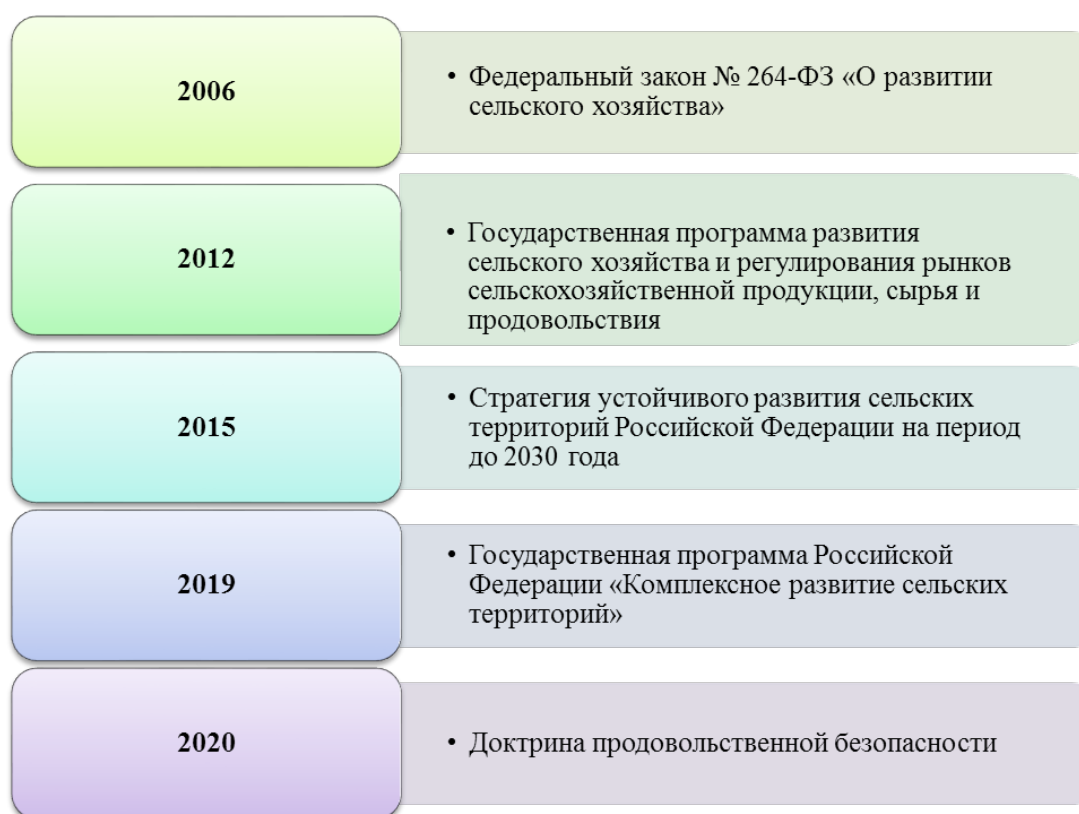 2006
• Федеральный закон № 264-ФЗ «О развитии
сельского хозяйства»
2012
• Государственная программа развития
сельского хозяйства и регулирования рынков
сельскохозяйственной продукции, сырья и
продовольствия
2015
• Стратегия устойчивого развития сельских
территорий Российской Федерации на период
до 2030 года
2019
• Государственная программа Российской
Федерации «Комплексное развитие сельских
территорий»
2020
• Доктрина продовольственной безопасности